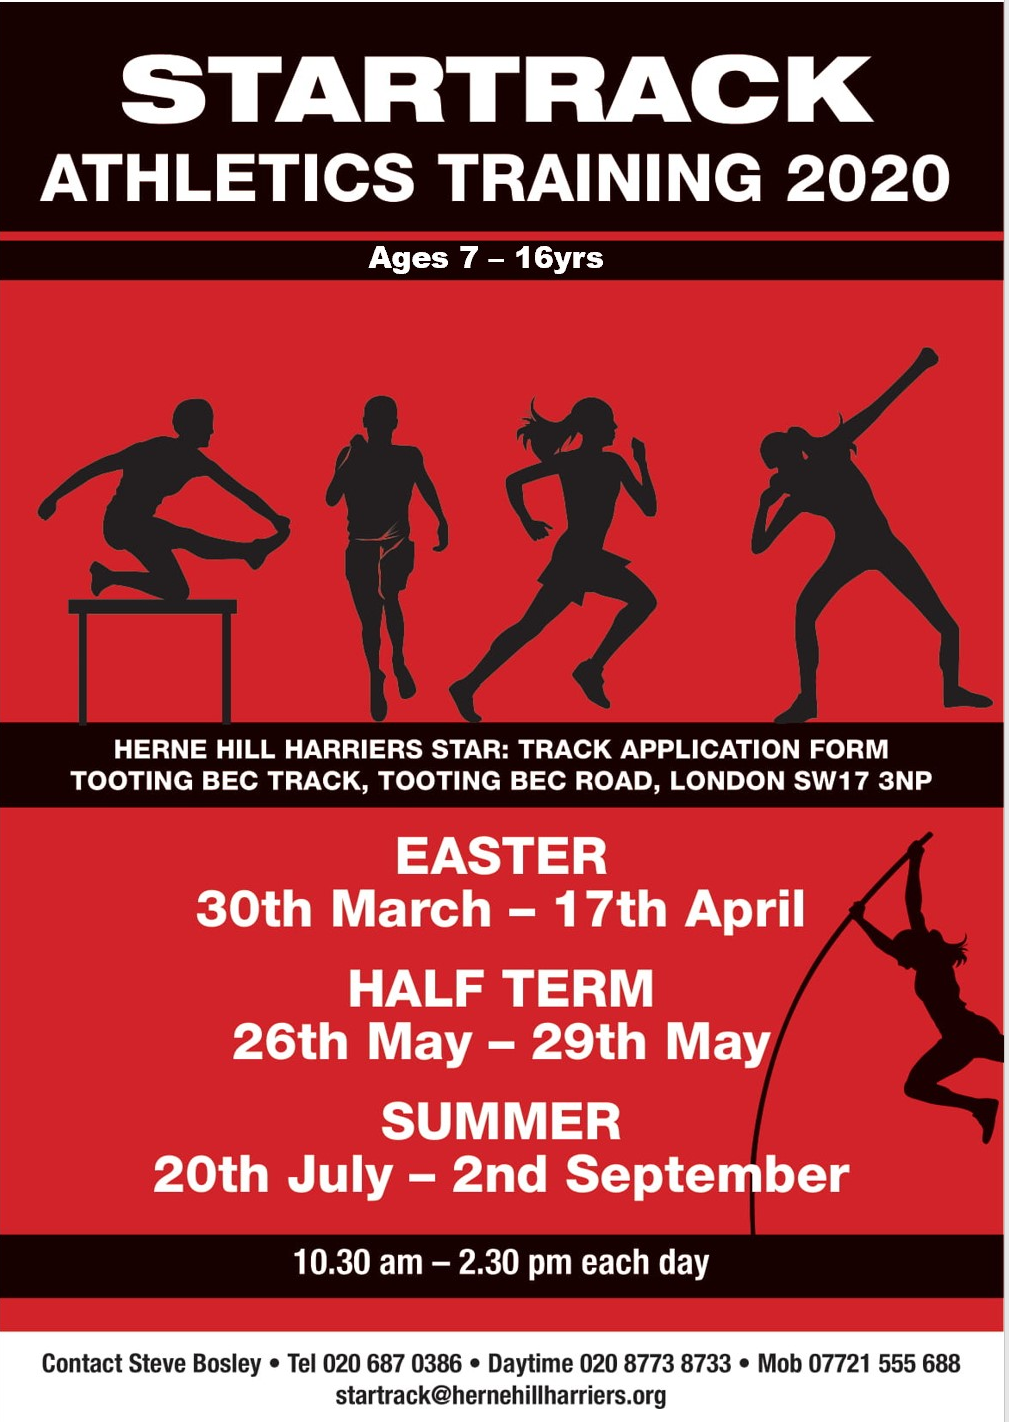 STARTRACK
ATHLETICS TRAINING 2020
Ages 7 – 16yrs
HERNE HILL HARRIERS STAR: TRACK APPLICATION FORM
TOOTING BEC TRACK, TOOTING BEC ROAD, LONDON SW17 3NP
EASTER
30th March – 17th April
HALF TERM
26th May – 29th May
SUMMER
20th July – 2nd September
10.30 am – 2.30 pm each day
Contact Steve Bosley • Tel 020 687 0386 • Daytime 020 8773 8733 • Mob 07721 555 688
startrack@hernehillharriers.org